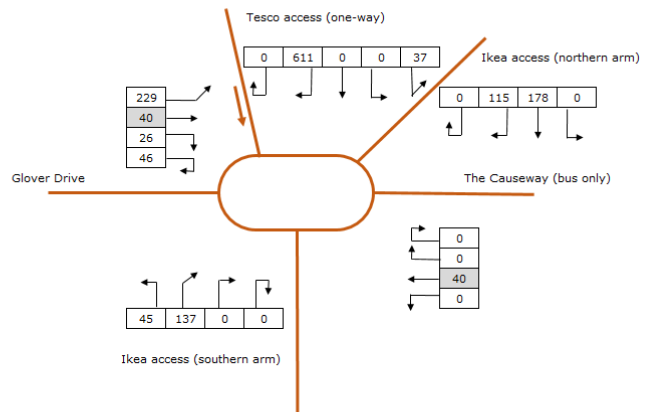 Tesco access (one-way)
0 611 0 0 37
Ikea access (northern arm)
0 115 178 0
229
40
26
46
Glover Drive
The Causeway (bus only)
0
0
40
0
45 137 0 0
Ikea access (southern arm)